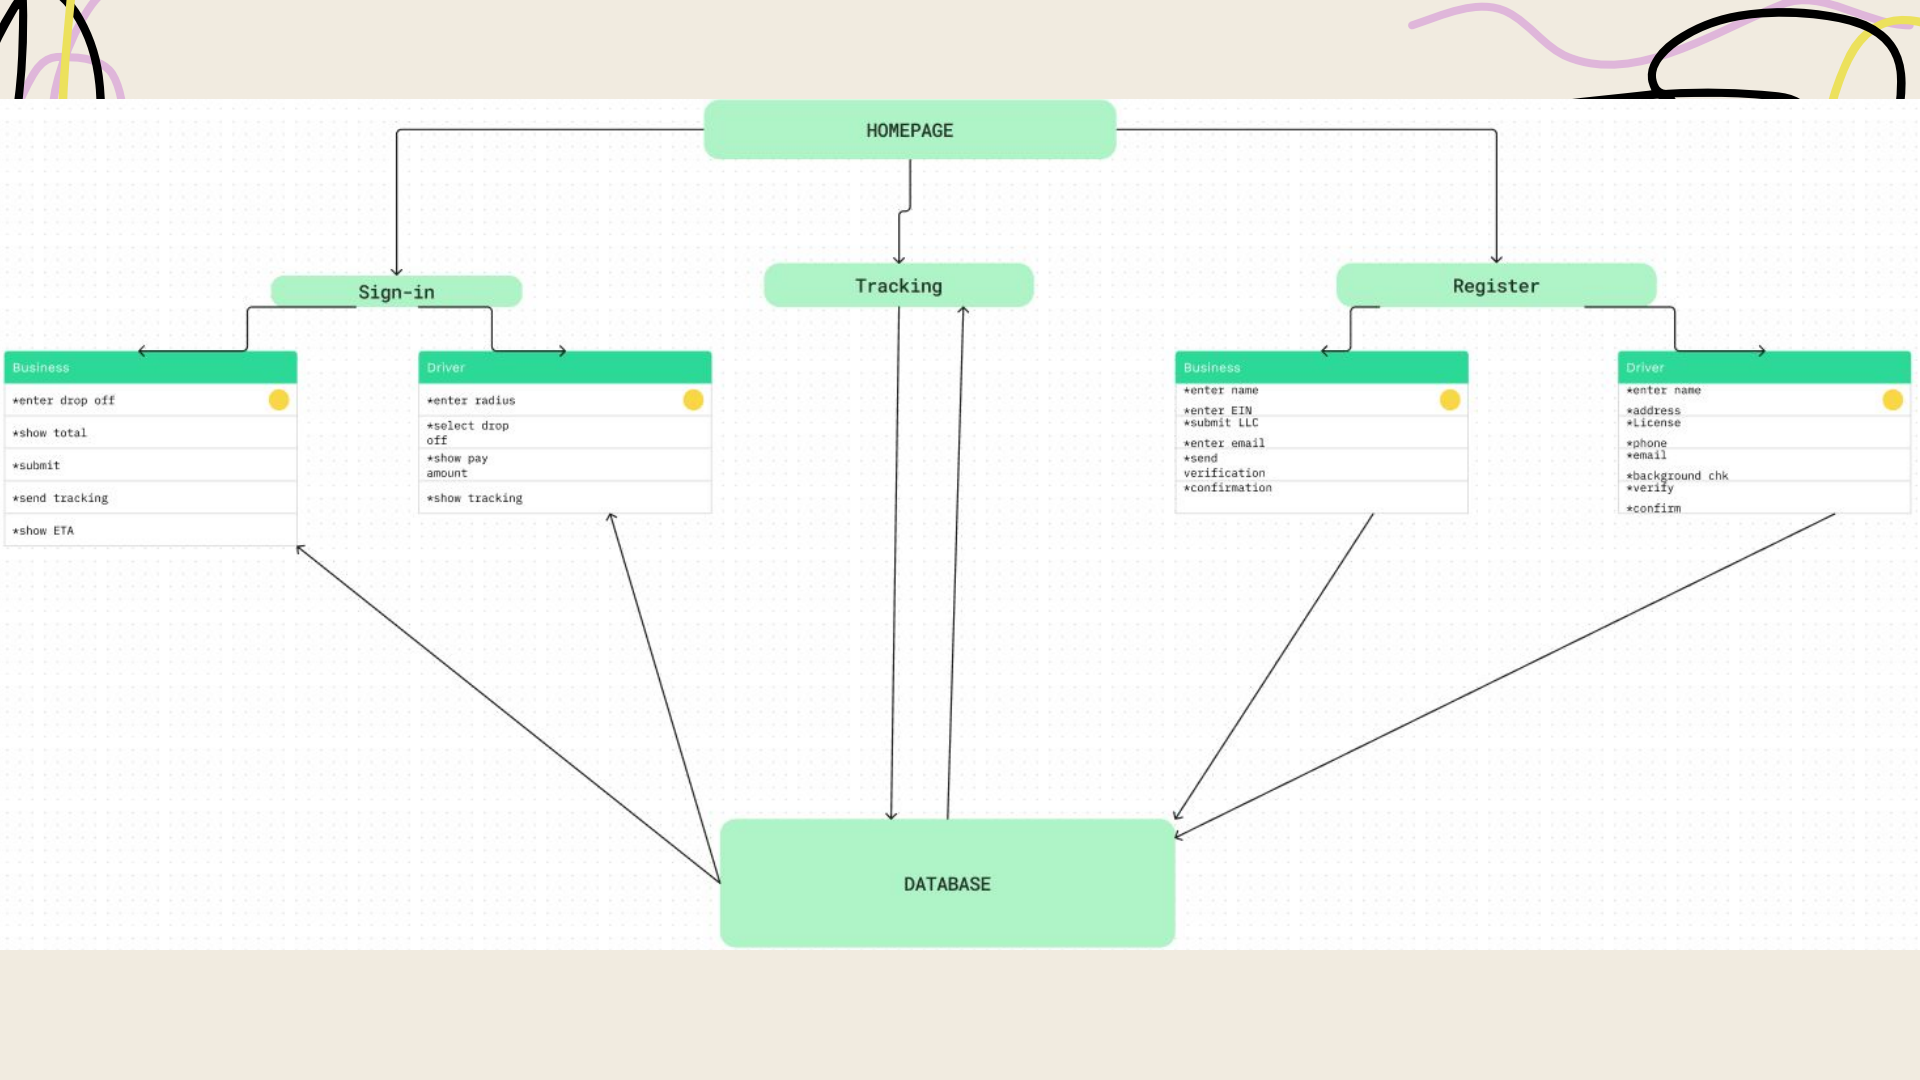 HOMEPAGE
Sign-in
Tracking
Register
Business
*enter drop off
*show total
*submit
*send tracking
*show ETA
Driver
*enter radius
*select drop
off
*show pay
amount
*show tracking
Business
*enter name
*enter EIN
*submit LLC
*enter email
*send
verification
*confirmation
Driver
*enter name
*address
*License
*phone
*email
*background chk
*verify
*confirm
DATABASE